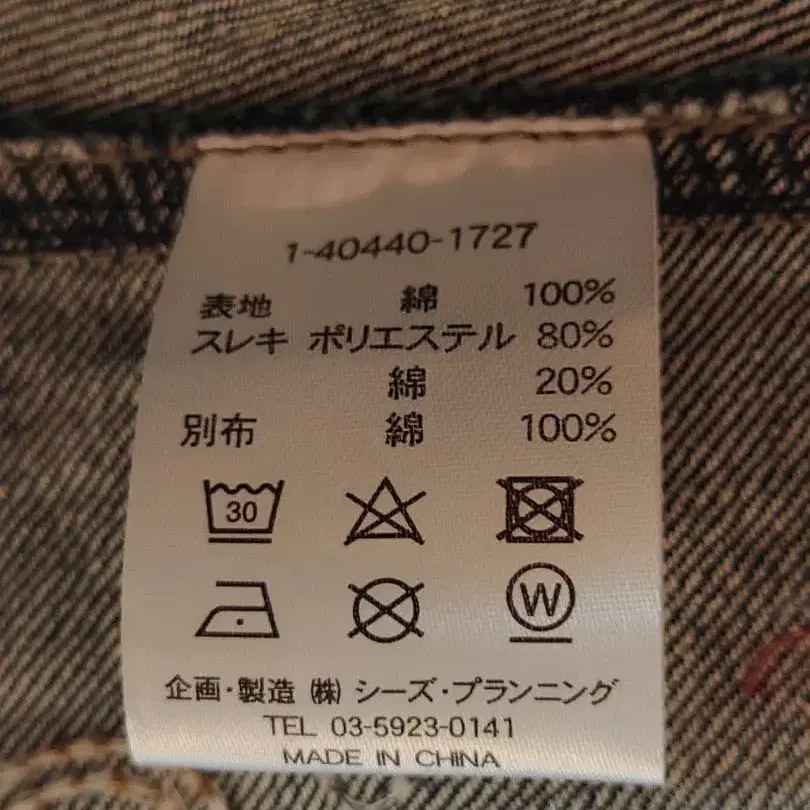 1-40440-1727
表地 綿 100%
スレキ ポリエステル 80%
綿 20%
別布 綿 100%
30
W
企画・製造 ㈱ シーズ・プランニング
TEL 03-5923-0141
MADE IN CHINA